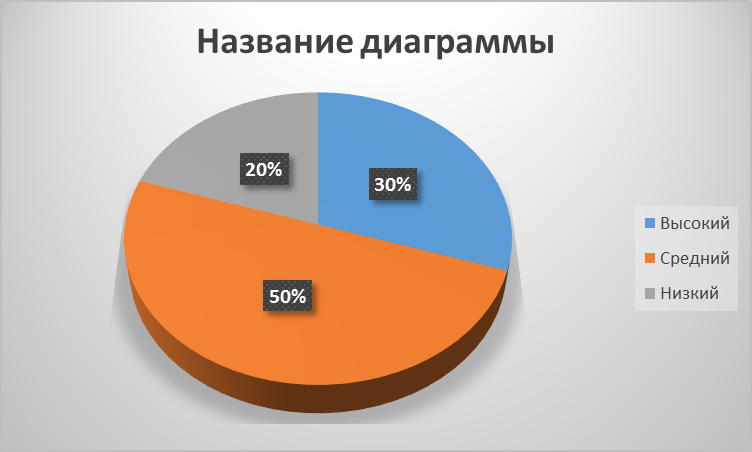 Название диаграммы
20%
30%
50%
Высокий
Средний
Низкий